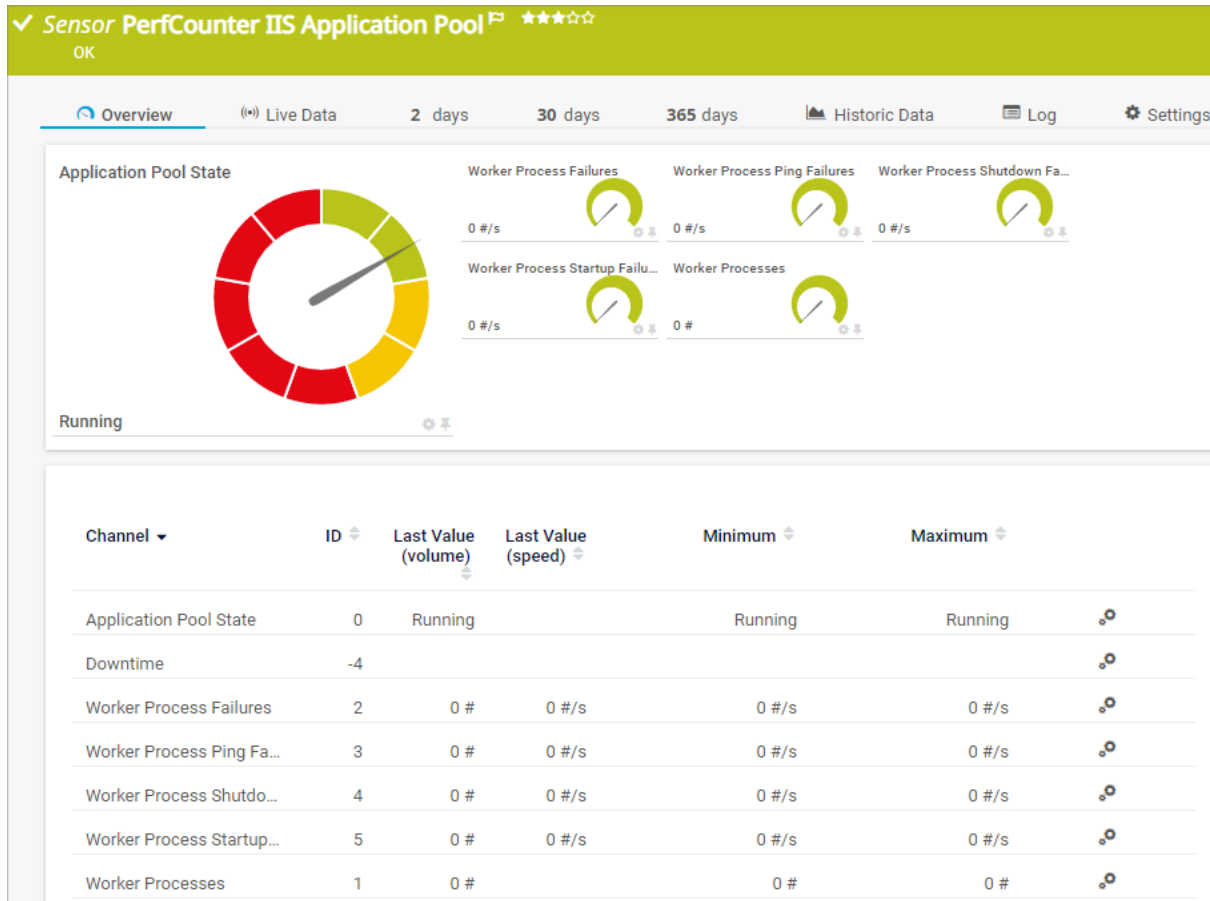 Sensor PerfCounter IIS Application Pool
OK
Overview Live Data 2 days 30 days 365 days Historic Data Log Settings
Application Pool State
Running
Worker Process Failures
0 #/s
Worker Process Ping Failures
0 #/s
Worker Process Shutdown Fa...
0 #/s
Worker Process Startup Failu...
0 #/s
Worker Processes
0 #
Channel ID Last Value (volume) Last Value (speed) Minimum Maximum
Application Pool State 0 Running Running Running
Downtime -4
Worker Process Failures 2 0 # 0 #/s 0 #/s 0 #/s
Worker Process Ping Fa... 3 0 # 0 #/s 0 #/s 0 #/s
Worker Process Shutdo... 4 0 # 0 #/s 0 #/s 0 #/s
Worker Process Startup... 5 0 # 0 #/s 0 #/s 0 #/s
Worker Processes 1 0 # 0 # 0 #